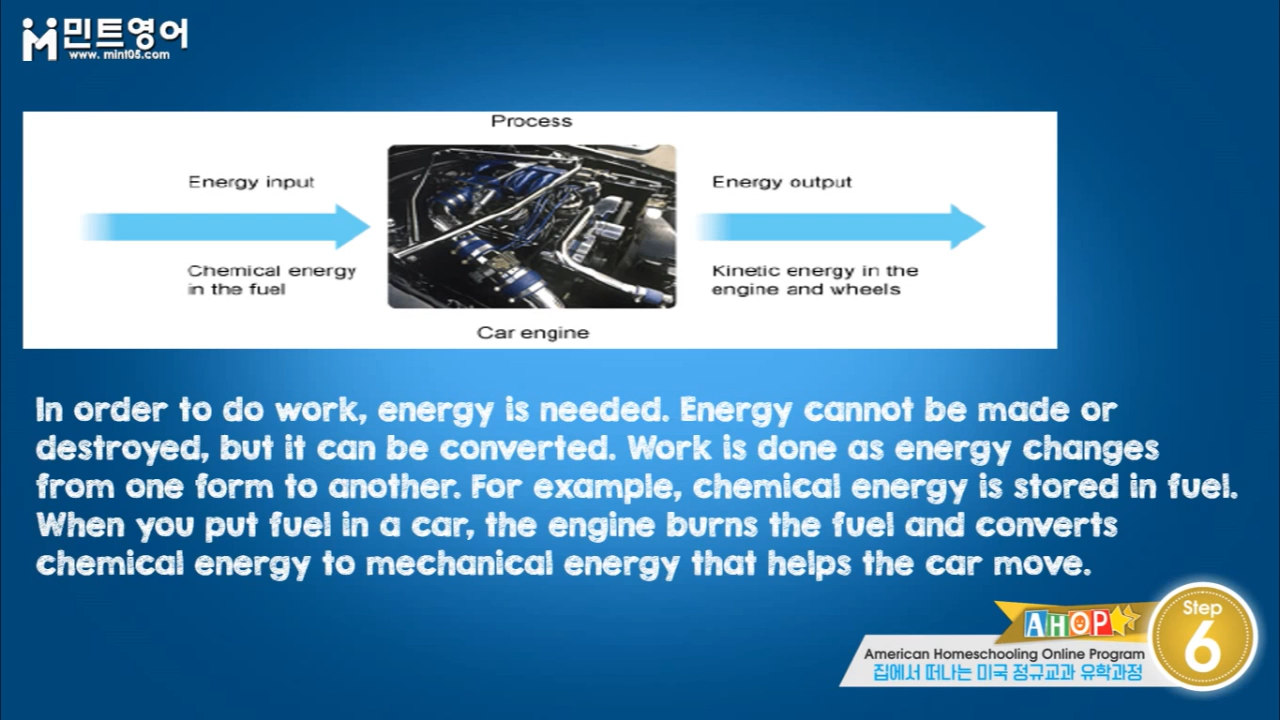 민트영어
www. mint05.com
Process
Energy input
Energy output
Chemical energy
in the fuel
Kinetic energy in the
engine and wheels
Car engine
In order to do work, energy is needed. Energy cannot be made or
destroyed, but it can be converted. Work is done as energy changes
from one form to another. For example, chemical energy is stored in fuel.
When you put fuel in a car, the engine burns the fuel and converts
chemical energy to mechanical energy that helps the car move.
AHOP
Step
6
American Homeschooling Online Program
집에서 떠나는 미국 정규교과 유학과정